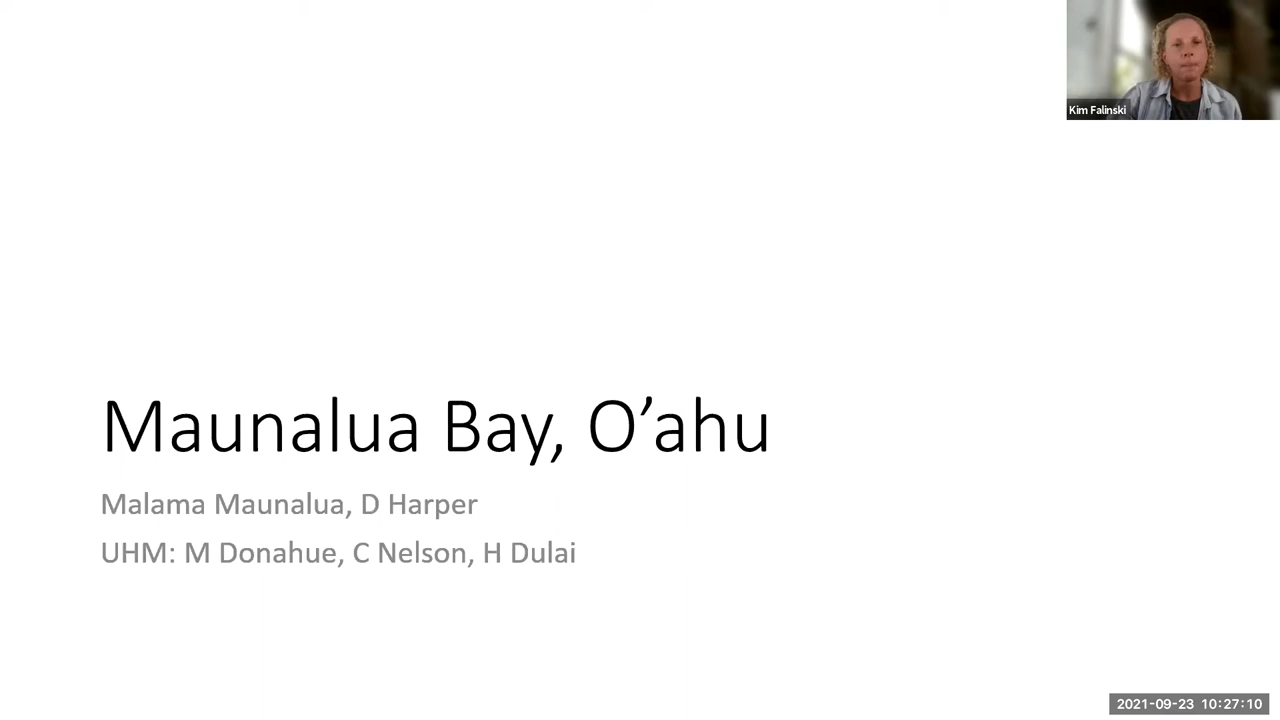 Kim Falinski
Maunalua Bay, O’ahu
Malama Maunalua, D Harper
UHM: M Donahue, C Nelson, H Dulai
2021-09-23 10:27:10